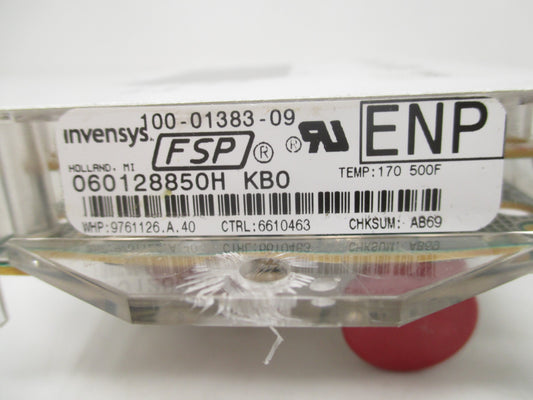 100-01383-09
invensys FSP ® ® RU ENP
HOLLAND, MI
TEMP:170 500F
060128850H KB0
WHP:9761126.A.40 CTRL:6610463 CHKSUM: AB69